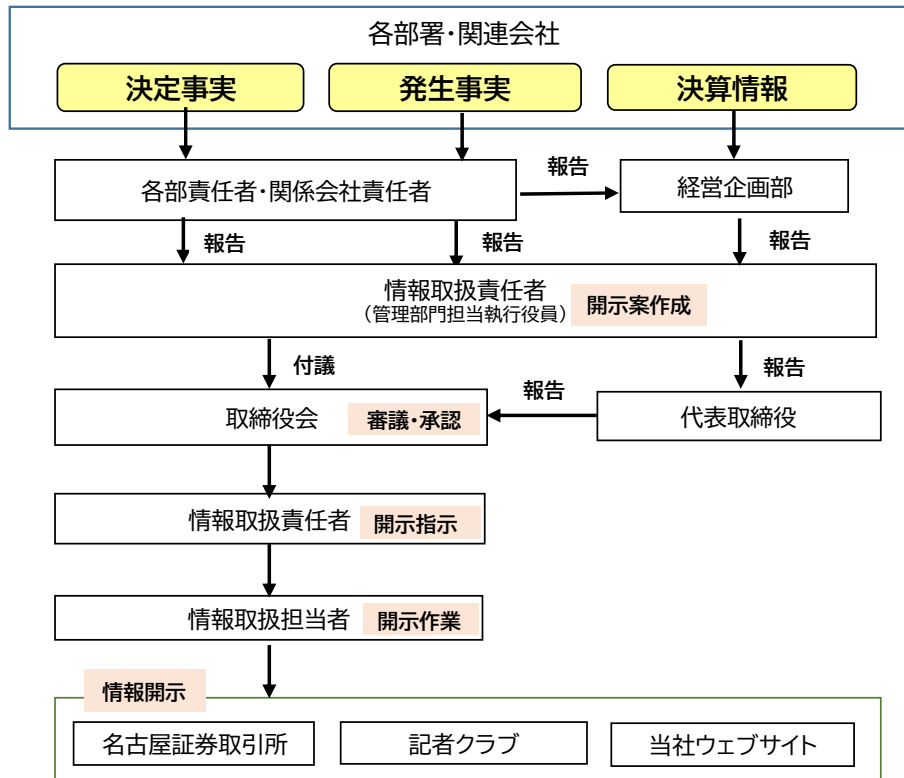 各部署・関連会社
決定事実
発生事実
決算情報
各部責任者・関係会社責任者
報告
経営企画部
報告
報告
報告
情報取扱責任者
（管理部門担当執行役員）
開示案作成
付議
報告
取締役会
審議・承認
報告
代表取締役
情報取扱責任者
開示指示
情報取扱担当者
開示作業
情報開示
名古屋証券取引所
記者クラブ
当社ウェブサイト